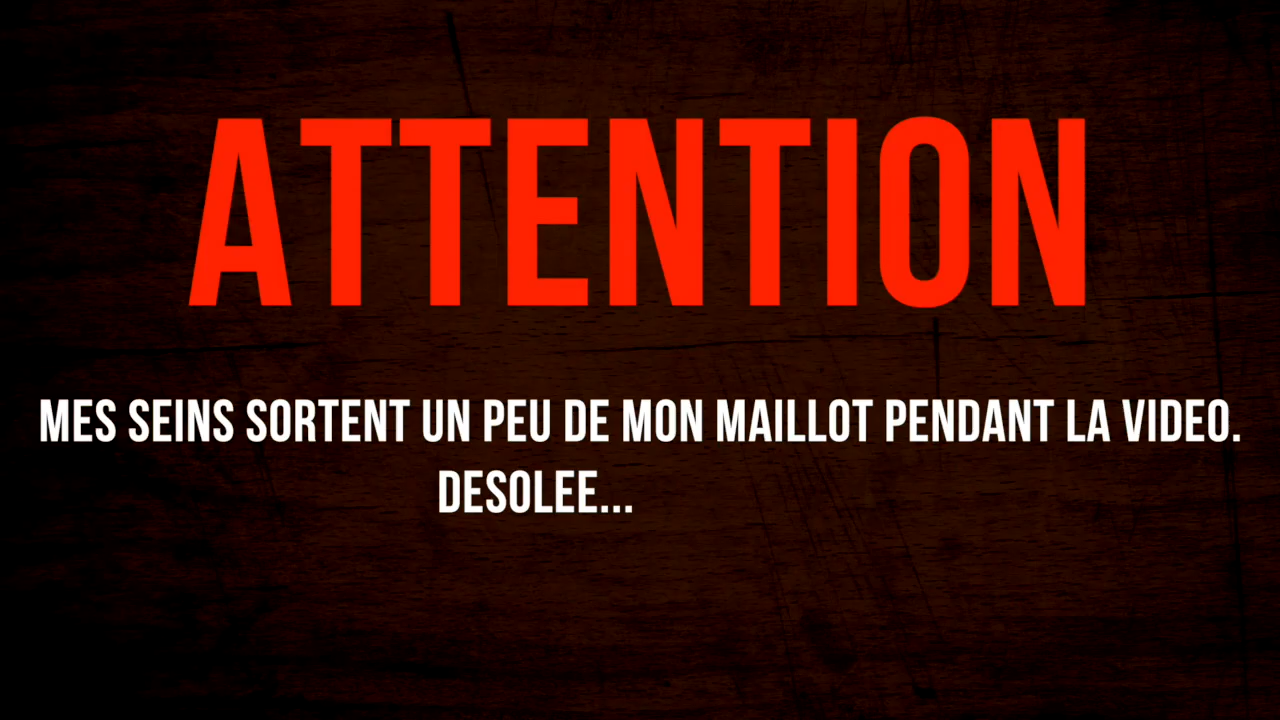 ATTENTION
MES SEINS SORTENT UN PEU DE MON MAILLOT PENDANT LA VIDEO.
DESOLEE...